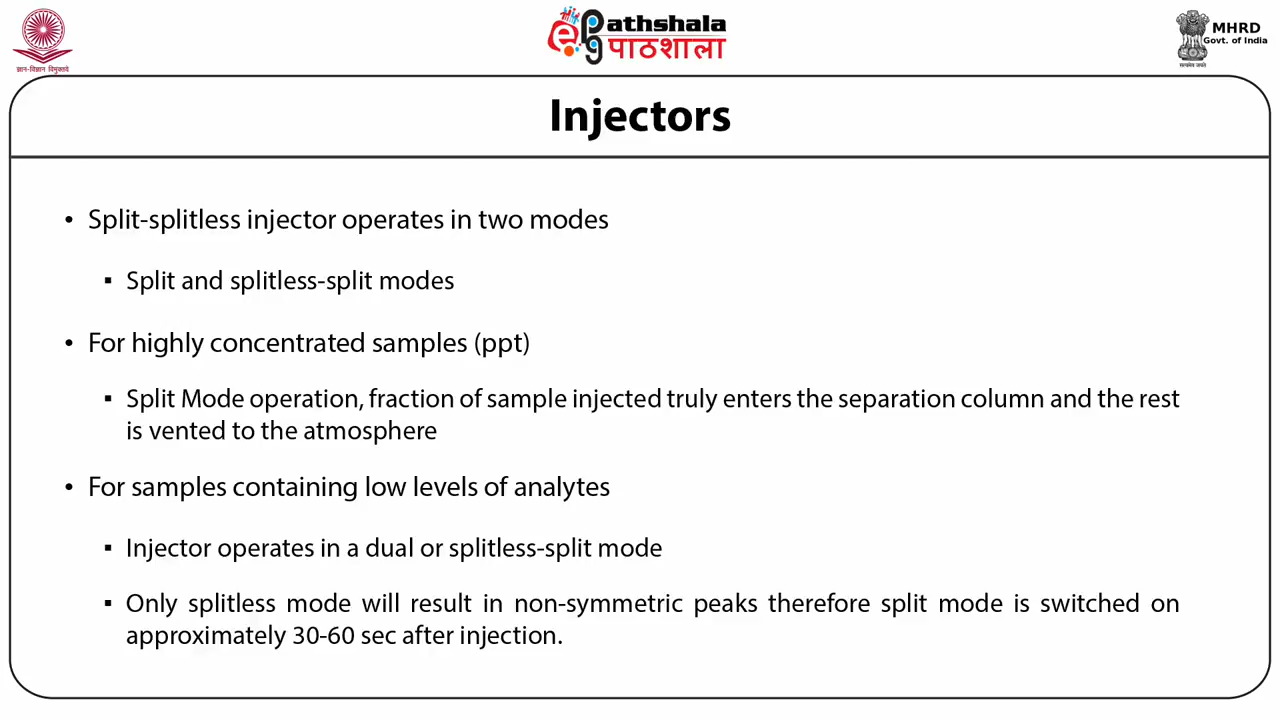 ePathshala
पाठशाला
MHRD
Govt. of India
ज्ञान-विज्ञान विमुक्तये
सत्यमेव जयते
Injectors
• Split-splitless injector operates in two modes
▪ Split and splitless-split modes
• For highly concentrated samples (ppt)
▪ Split Mode operation, fraction of sample injected truly enters the separation column and the rest
is vented to the atmosphere
• For samples containing low levels of analytes
▪ Injector operates in a dual or splitless-split mode
▪ Only splitless mode will result in non-symmetric peaks therefore split mode is switched on
approximately 30-60 sec after injection.